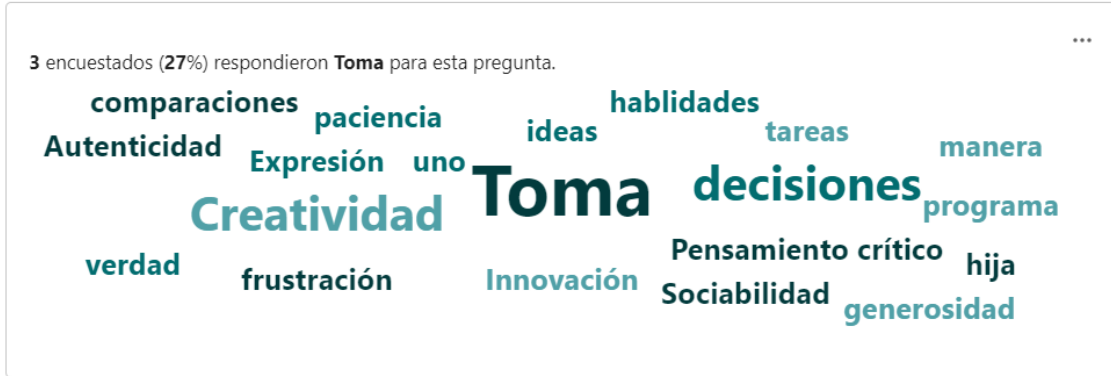 ...
3 encuestados (27%) respondieron Toma para esta pregunta.
comparaciones
paciencia
hablidades
ideas
tareas
Autenticidad
manera
Expresión
uno
Toma
decisiones
Creatividad
programa
Pensamiento crítico
verdad
hija
frustración
Innovación
Sociabilidad
generosidad